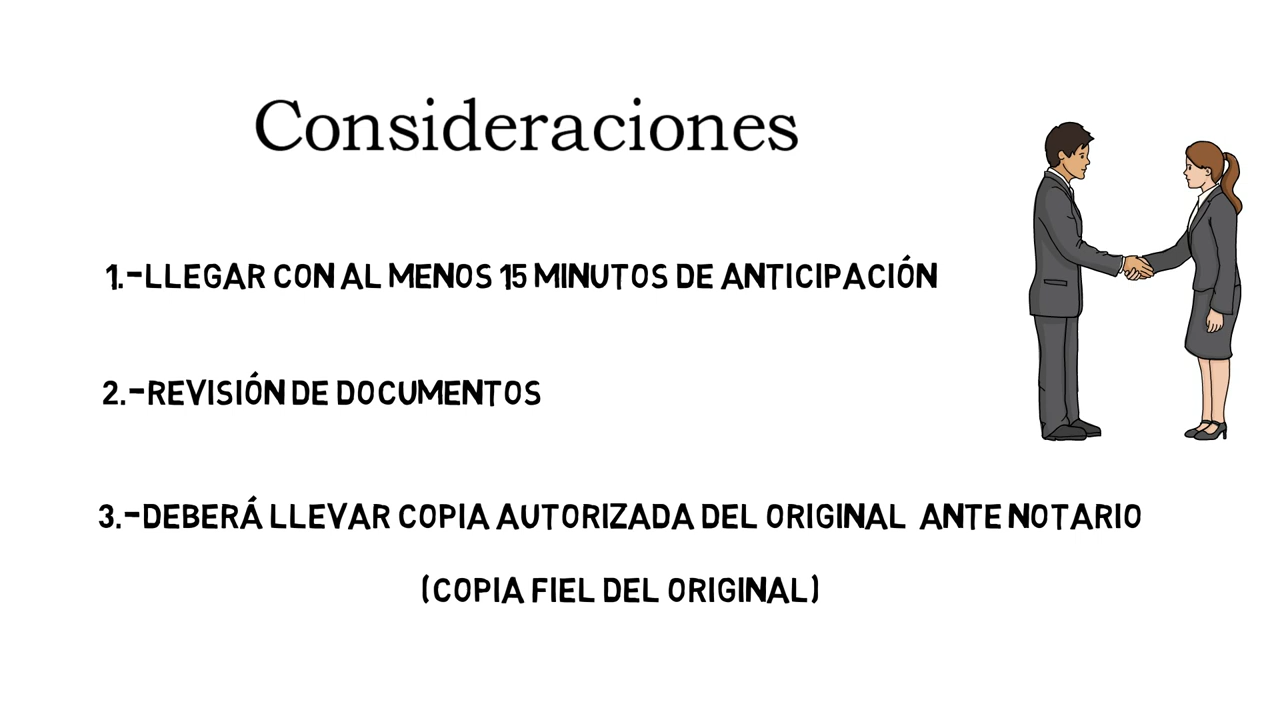 Consideraciones
1.-LLEGAR CON AL MENOS 15 MINUTOS DE ANTICIPACIÓN
2.-REVISIÓN DE DOCUMENTOS
3.-DEBERÁ LLEVAR COPIA AUTORIZADA DEL ORIGINAL ANTE NOTARIO
(COPIA FIEL DEL ORIGINAL)